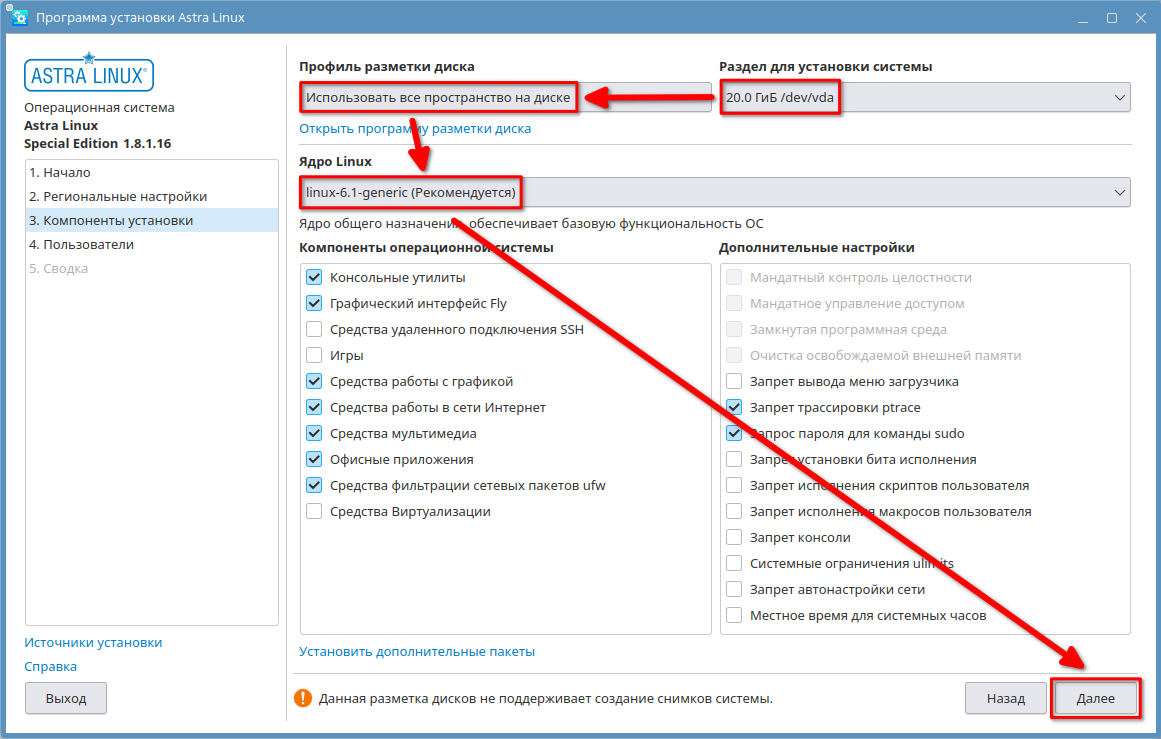 Программа установки Astra Linux
ASTRA LINUX®
Операционная система
Astra Linux
Special Edition 1.8.1.16
1. Начало
2. Региональные настройки
3. Компоненты установки
4. Пользователи
5. Сводка
Источники установки
Справка
Выход
Профиль разметки диска
Использовать все пространство на диске
Открыть программу разметки диска
Раздел для установки системы
20.0 ГиБ /dev/vda
Ядро Linux
linux-6.1-generic (Рекомендуется)
Ядро общего назначения, обеспечивает базовую функциональность ОС
Компоненты операционной системы
Консольные утилиты
Графический интерфейс Fly
Средства удаленного подключения SSH
Игры
Средства работы с графикой
Средства работы в сети Интернет
Средства мультимедиа
Офисные приложения
Средства фильтрации сетевых пакетов ufw
Средства Виртуализации
Дополнительные настройки
Мандатный контроль целостности
Мандатное управление доступом
Замкнутая программная среда
Очистка освобождаемой внешней памяти
Запрет вывода меню загрузчика
Запрет трассировки ptrace
Запрос пароля для команды sudo
Запрет установки бита исполнения
Запрет исполнения скриптов пользователя
Запрет исполнения макросов пользователя
Запрет консоли
Системные ограничения ulimits
Запрет автонастройки сети
Местное время для системных часов
Установить дополнительные пакеты
Данная разметка дисков не поддерживает создание снимков системы.
Назад
Далее